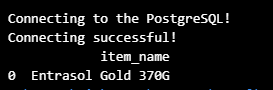 Connecting to the PostgreSQL!
Connecting successful!
item_name
0 Entrasol Gold 370G